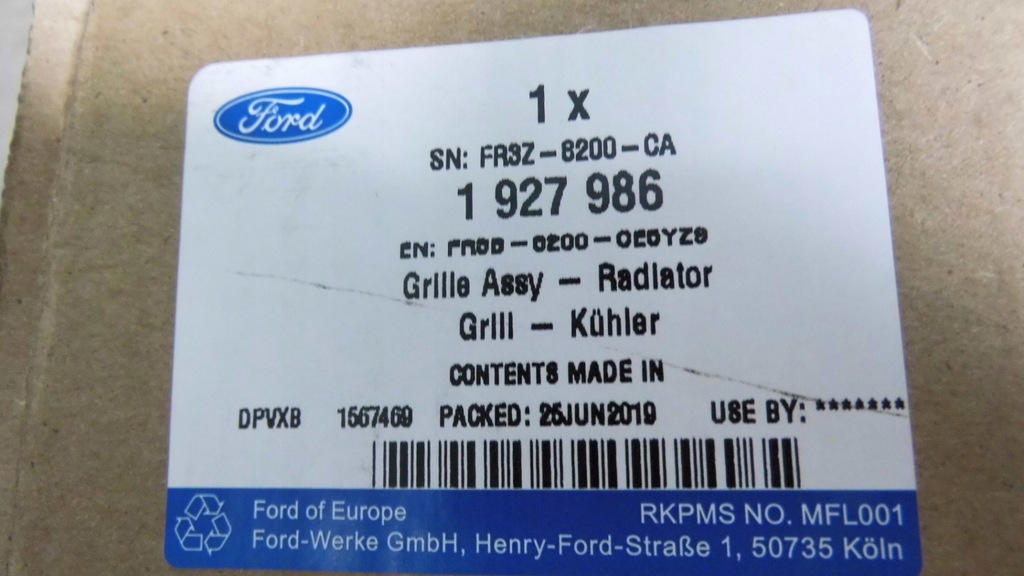 Ford
1 x
SN: FR3Z-8200-CA
1 927 986
EN:
Grille Assy - Radiator
Grill - Kühler
CONTENTS MADE IN
DPVXB 1567469 PACKED: 25JUN2019 USE BY: *******
Ford of Europe RKPMS NO. MFL001
Ford-Werke GmbH, Henry-Ford-Straße 1, 50735 Köln